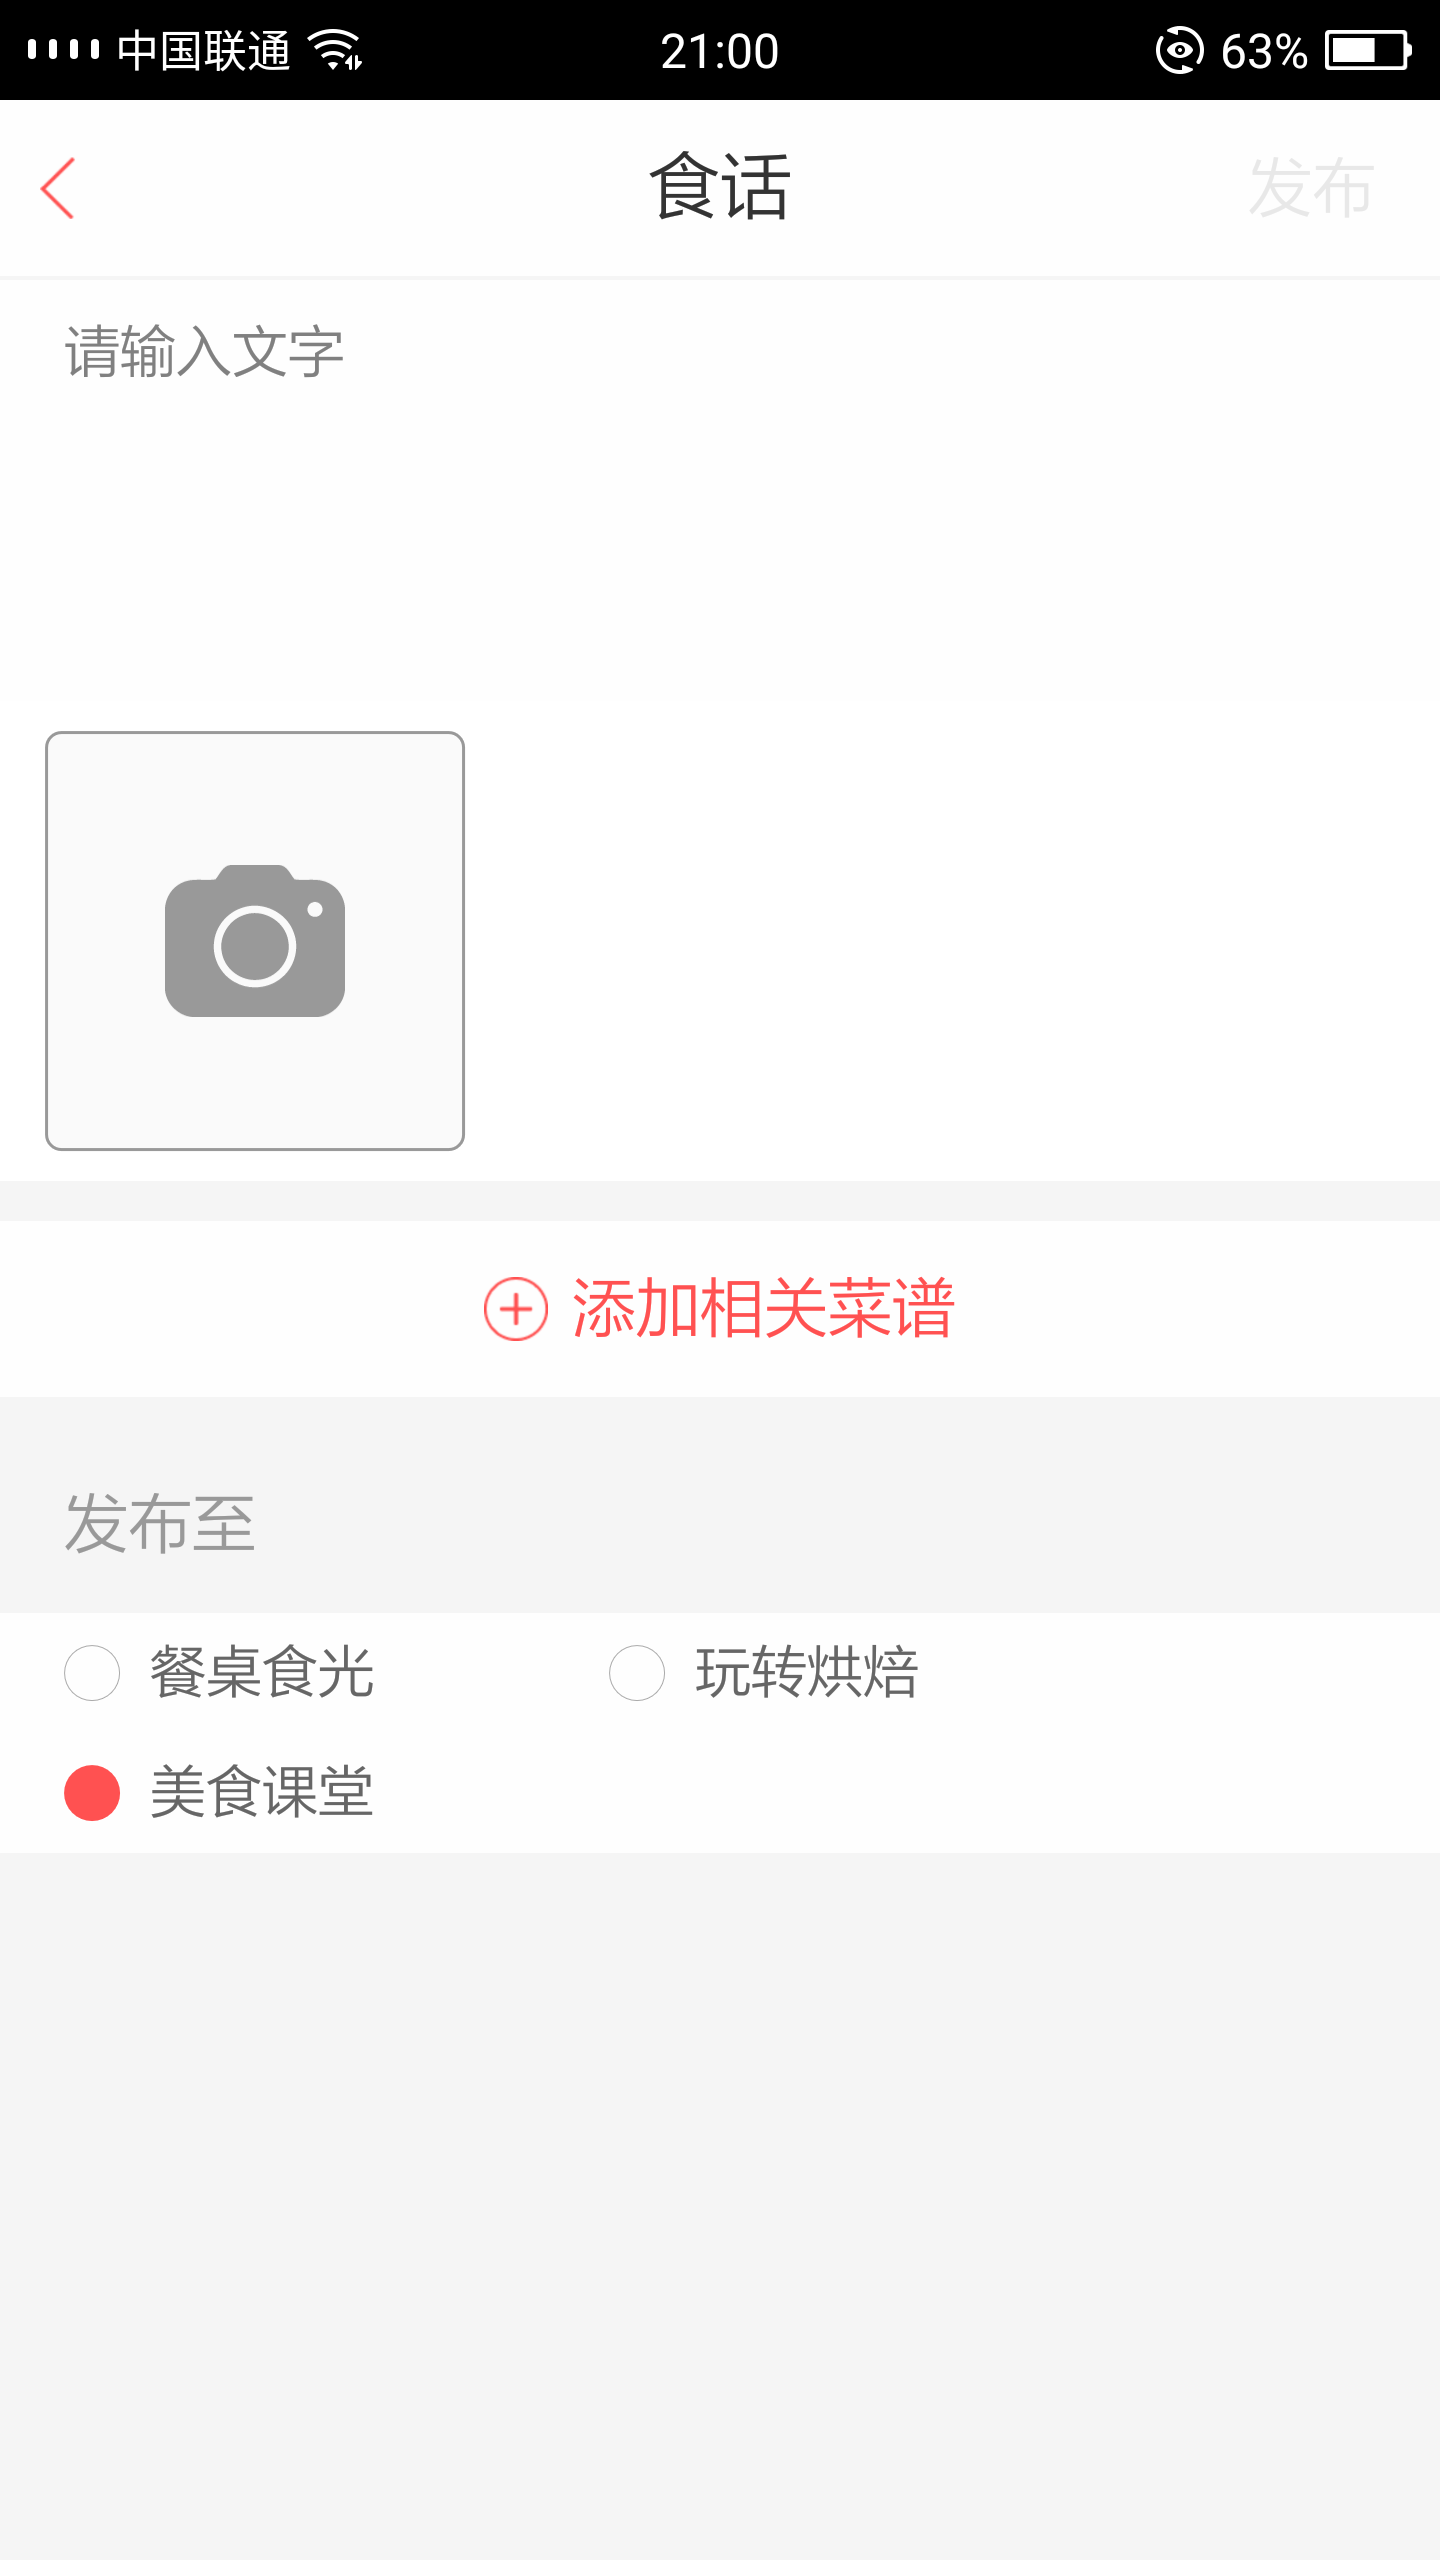 中国联通 21:00 63%
食话 发布
请输入文字
添加相关菜谱
发布至
餐桌食光 玩转烘焙
美食课堂